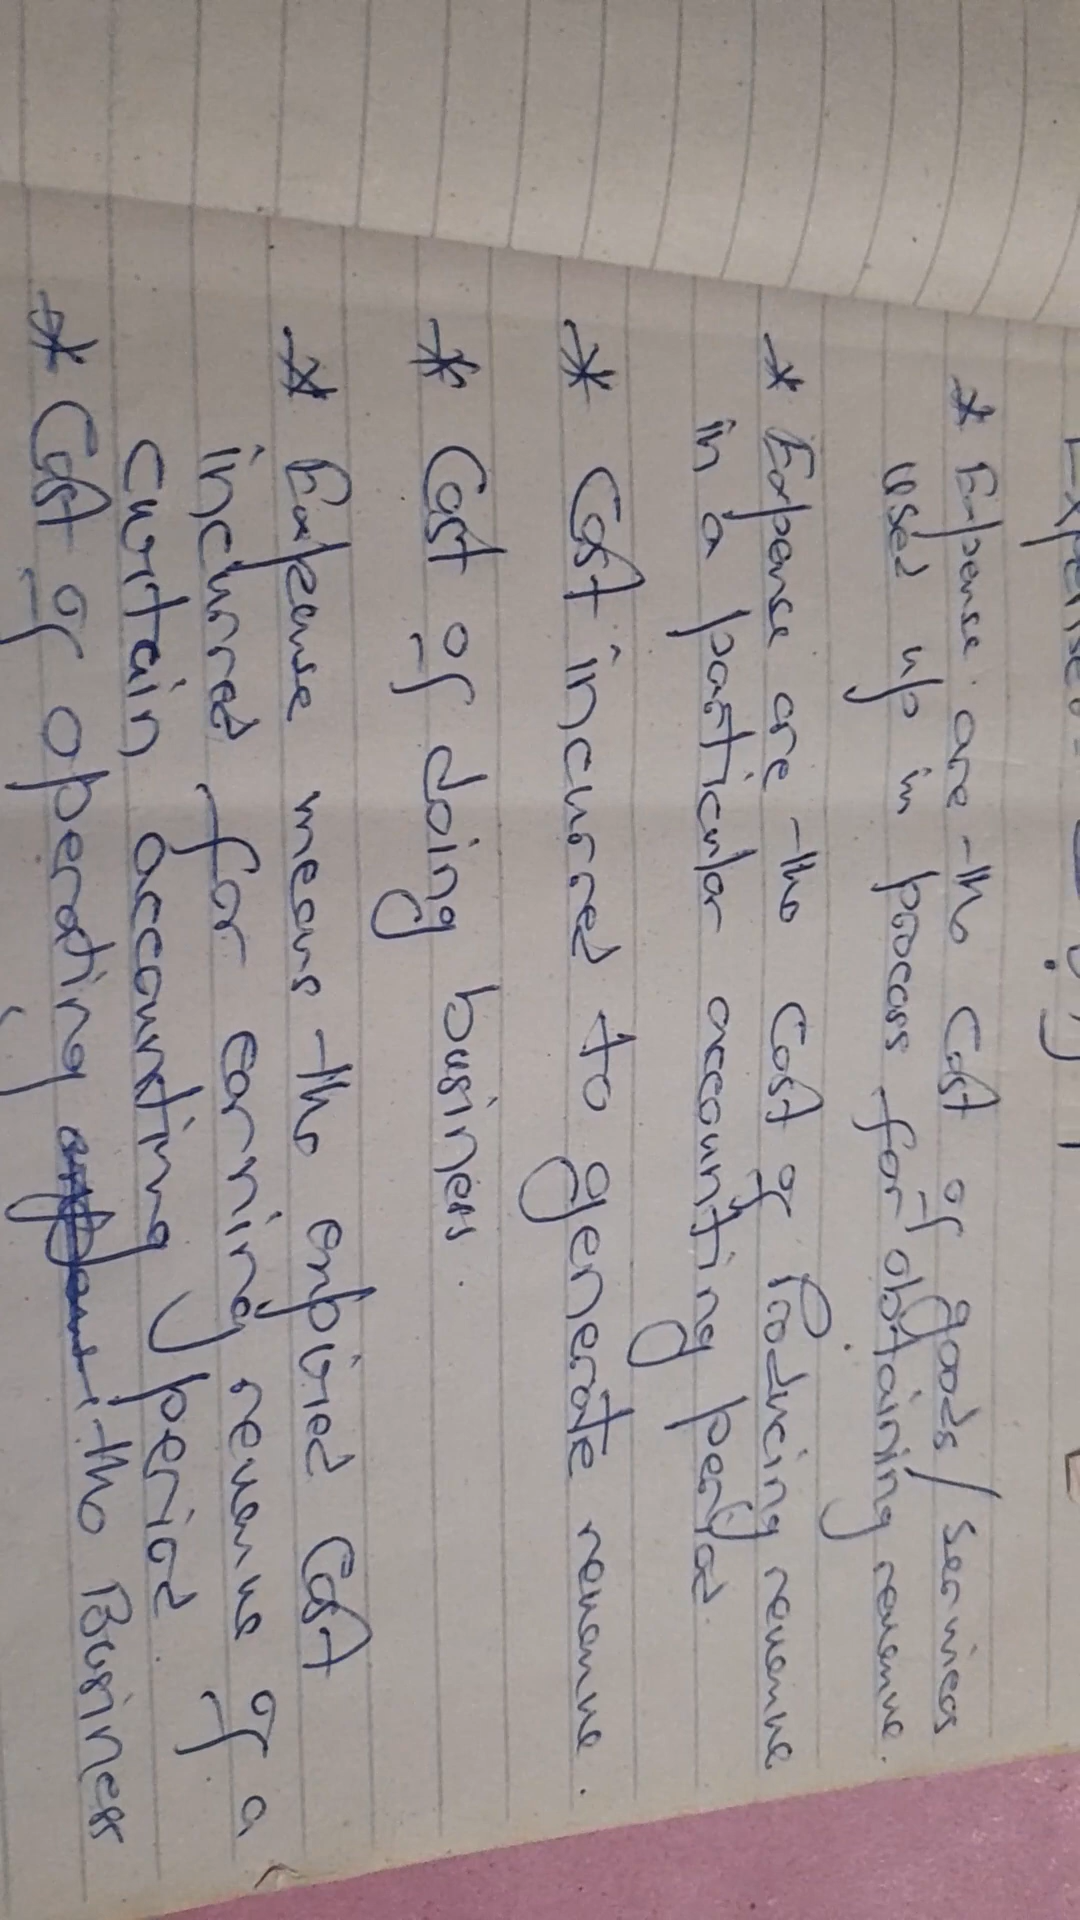 Expense:-
* Expense are the Cost of goods/services
used up in process for obtaining revenue.
* Expense are the Cost of Producing revenue
in a particular accounting period.
* Cost incurred to generate revenue.
* Cost of doing business.
* Expense means the expired Cost
incurred for earning revenue of a
curtain accounting period
* Cost of operating the Business